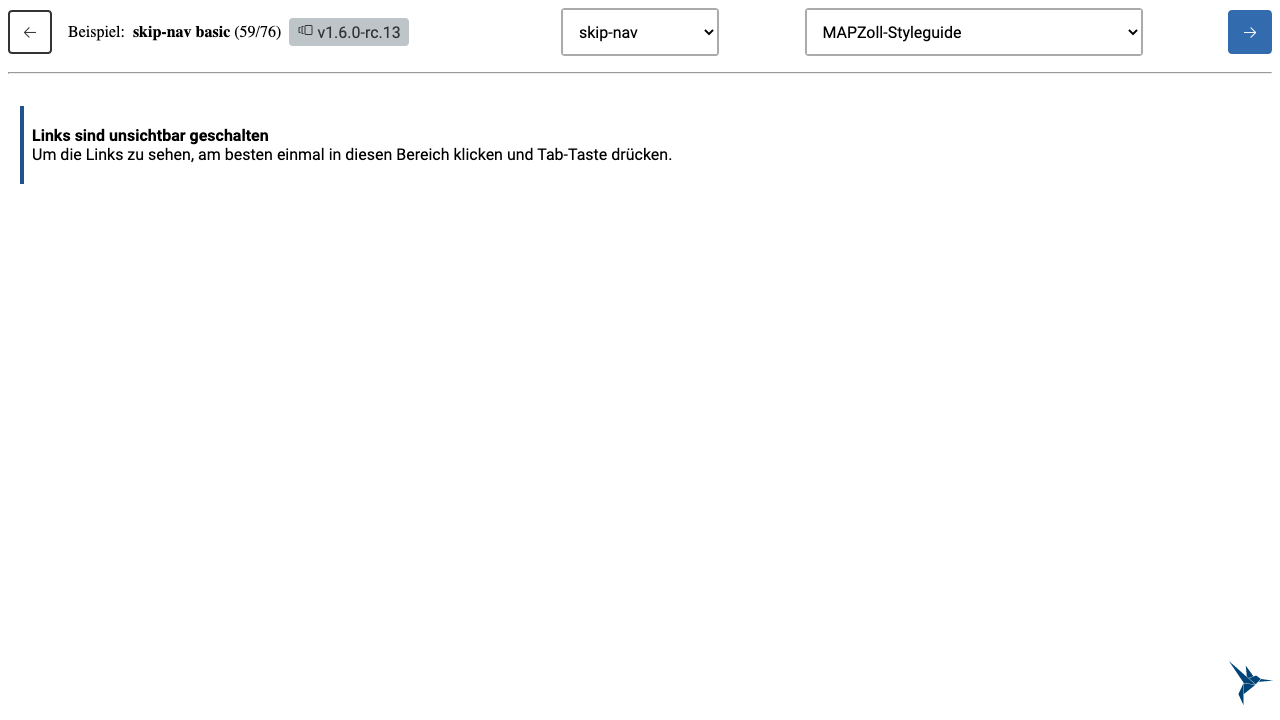 Beispiel: skip-nav basic (59/76) v1.6.0-rc.13 skip-nav MAPZoll-Styleguide
Links sind unsichtbar geschalten
Um die Links zu sehen, am besten einmal in diesen Bereich klicken und Tab-Taste drücken.